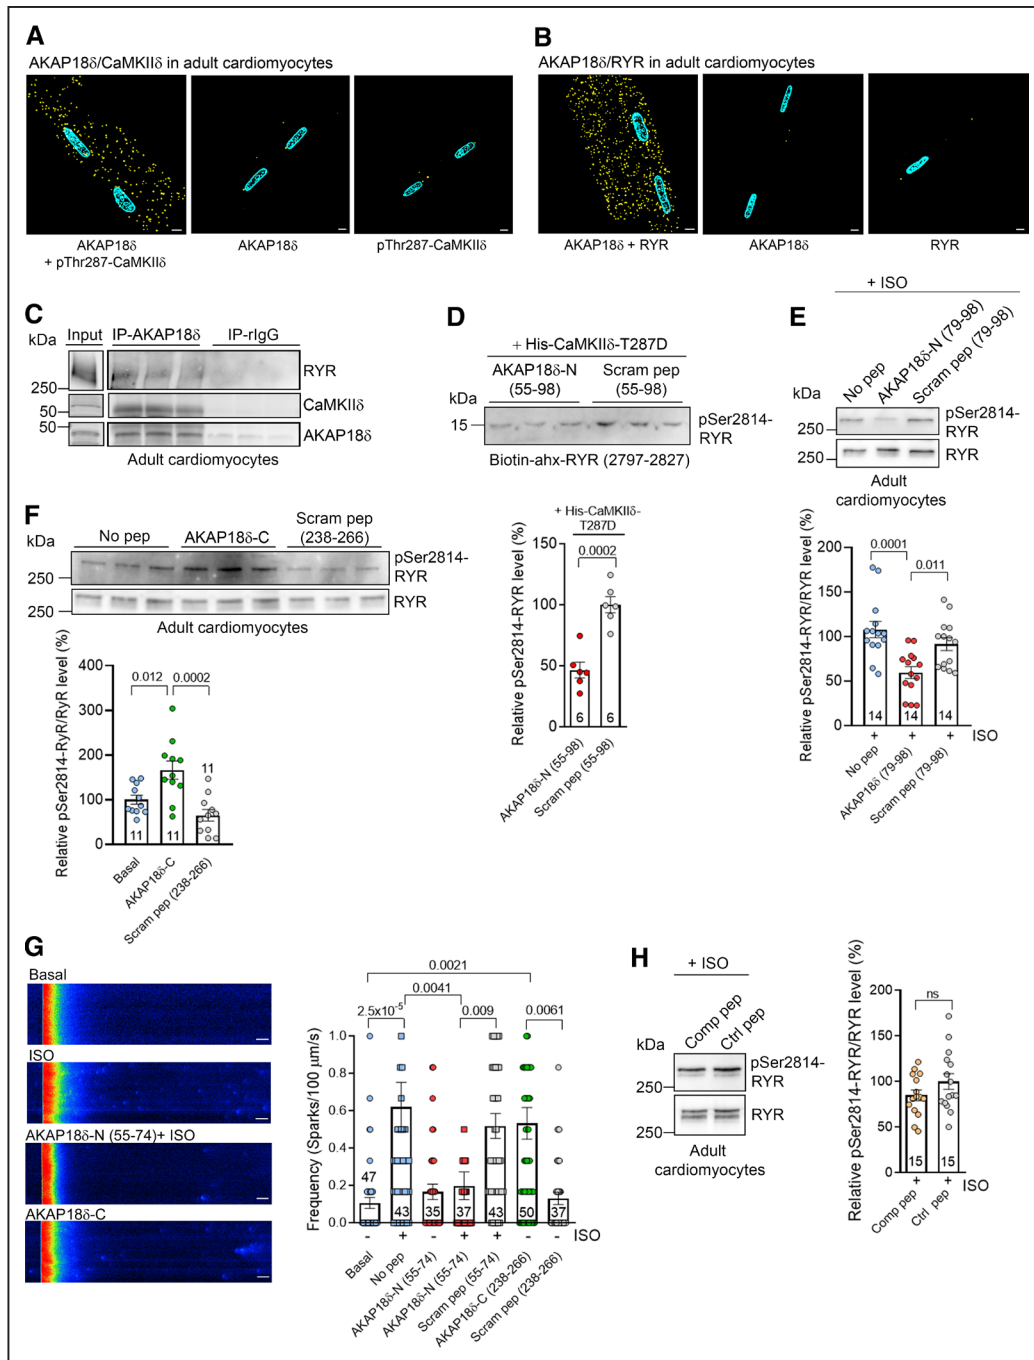 A
AKAP18δ/CaMKIIδ in adult cardiomyocytes
AKAP18δ
+ pThr287-CaMKIIδ
AKAP18δ
pThr287-CaMKIIδ
B
AKAP18δ/RYR in adult cardiomyocytes
AKAP18δ + RYR
AKAP18δ
RYR
C
kDa
Input
IP-AKAP18δ
IP-rIgG
250
RYR
50
CaMKIIδ
50
AKAP18δ
Adult cardiomyocytes
D
+ His-CaMKIIδ-T287D
AKAP18δ-N
(55-98)
Scram pep
(55-98)
kDa
15
pSer2814-
RYR
Biotin-ahx-RYR (2797-2827)
+ His-CaMKIIδ-
T287D
Relative pSer2814-RYR level (%)
150
100
50
0
0.0002
6
6
AKAP18δ-N (55-98)
Scram pep (55-98)
E
+ ISO
No pep
AKAP18δ-N (79-98)
Scram pep (79-98)
kDa
250
pSer2814-
RYR
250
RYR
Adult
cardiomyocytes
Relative pSer2814-RYR/RYR level (%)
200
150
100
50
0
0.0001
0.011
14
14
14
+
+
+
ISO
No pep
AKAP18δ (79-98)
Scram pep (79-98)
F
kDa
No pep
AKAP18δ-C
Scram pep
(238-266)
250
pSer2814-
RYR
250
RYR
Adult cardiomyocytes
Relative pSer2814-RyR/RyR level (%)
400
300
200
100
0
0.012
0.0002
11
11
11
Basal
AKAP18δ-C
Scram pep (238-266)
G
Basal
ISO
AKAP18δ-N (55-74)+ ISO
AKAP18δ-C
Frequency (Sparks/100 μm/s)
1.0
0.8
0.6
0.4
0.2
0.0
0.0021
2.5x10⁻⁵
0.0041
0.009
0.0061
47
43
35
37
43
50
37
-
+
-
+
+
-
-
ISO
Basal
No pep
AKAP18δ-N (55-74)
AKAP18δ-N (55-74)
Scram pep (55-74)
AKAP18δ-C (238-266)
Scram pep (238-266)
H
+ ISO
Comp pep
Ctrl pep
kDa
250
pSer2814-
RYR
250
RYR
Adult
cardiomyocytes
Relative pSer2814-RYR/RYR level (%)
200
150
100
50
0
ns
15
15
+
+
ISO
Comp pep
Ctrl pep